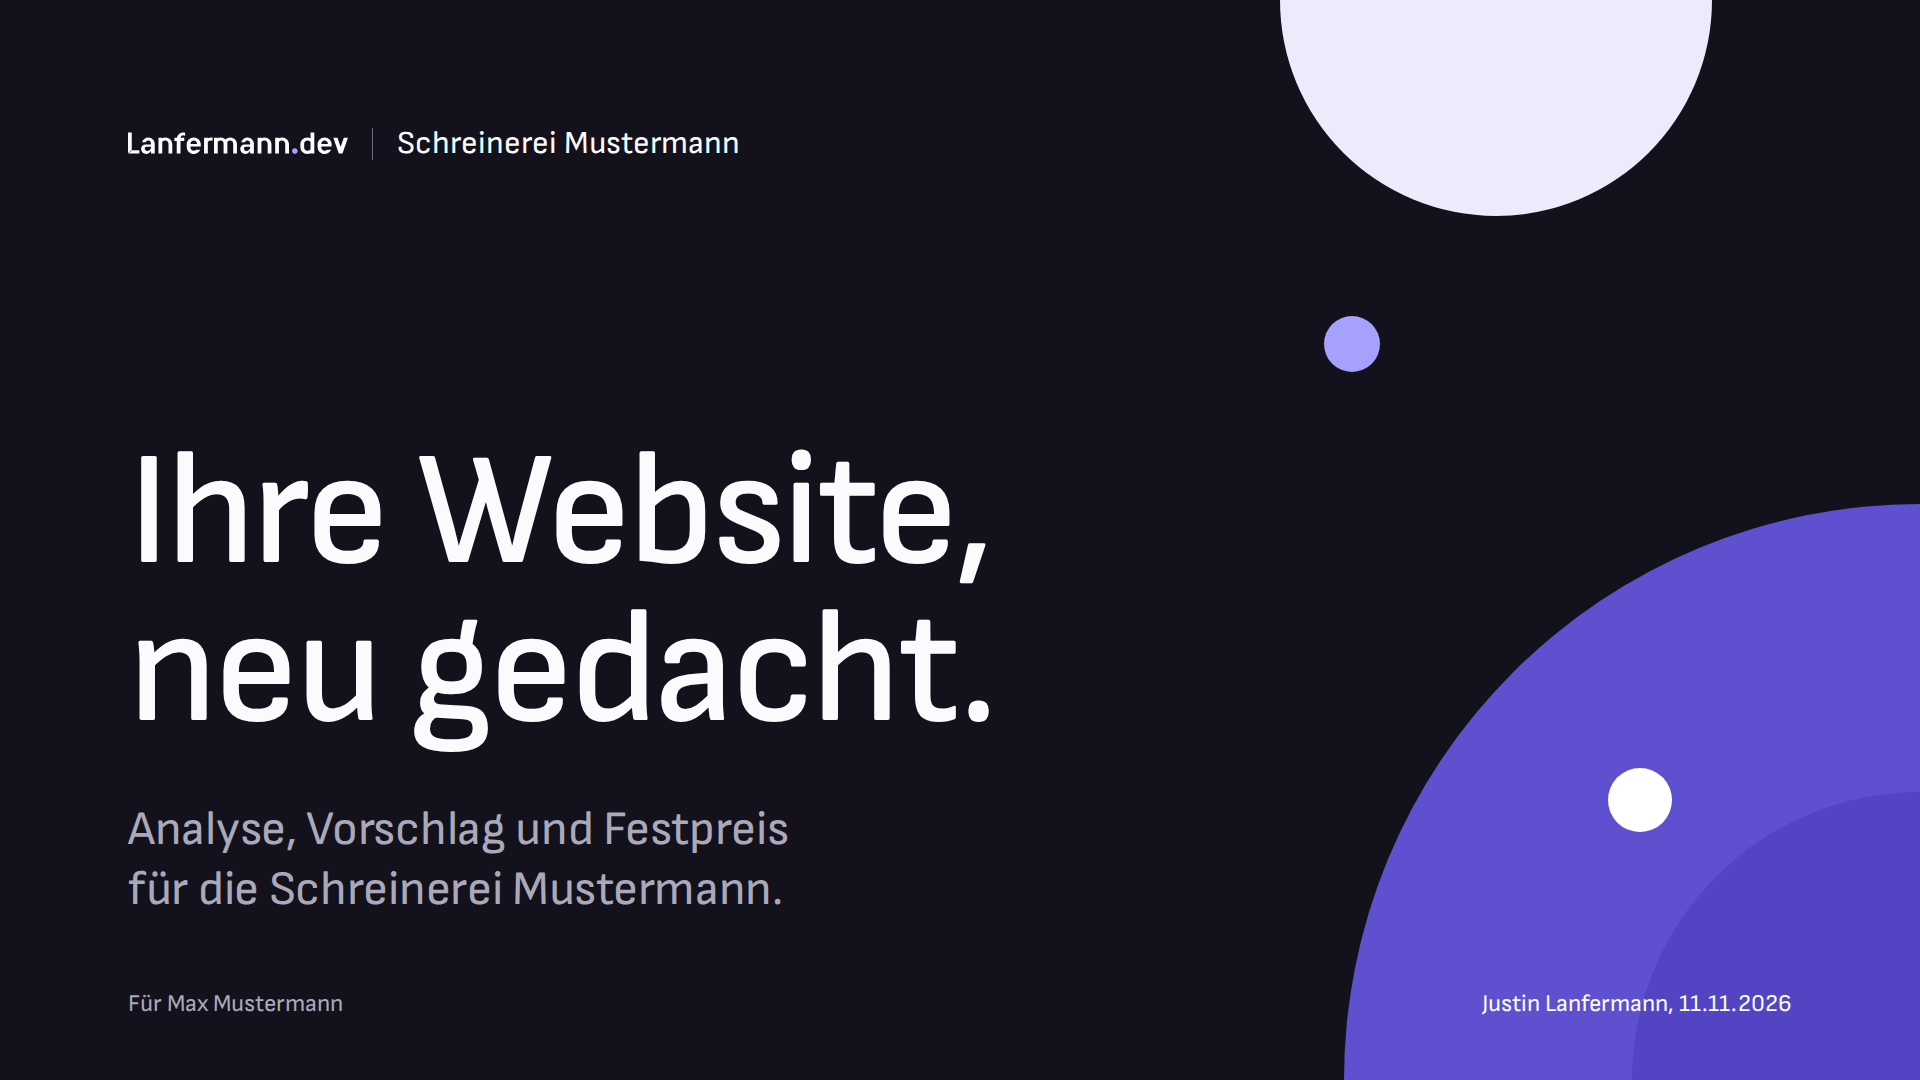 Lanfermann.dev | Schreinerei Mustermann
Ihre Website,
neu gedacht.
Analyse, Vorschlag und Festpreis
für die Schreinerei Mustermann.
Für Max Mustermann
Justin Lanfermann, 11.11.2026